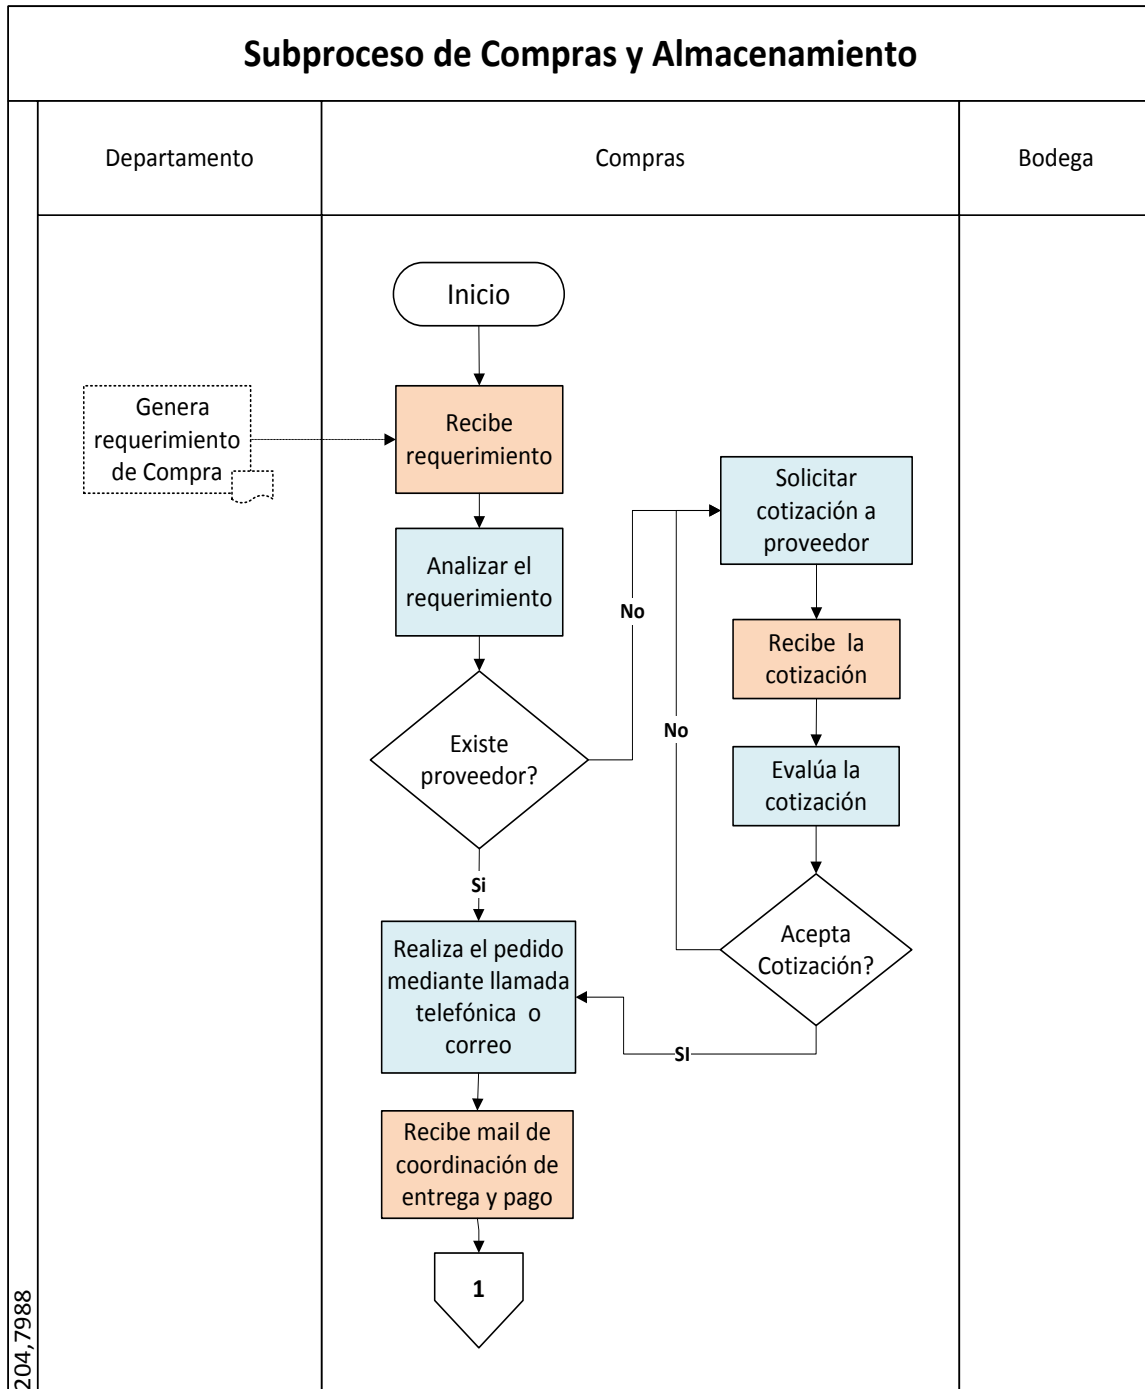 Subproceso de Compras y Almacenamiento
Departamento
Compras
Bodega
Inicio
Genera
requerimiento
de Compra
Recibe
requerimiento
Analizar el
requerimiento
Existe
proveedor?
No
Si
Solicitar
cotización a
proveedor
Recibe la
cotización
Evalúa la
cotización
Acepta
Cotización?
No
SI
Realiza el pedido
mediante llamada
telefónica o
correo
Recibe mail de
coordinación de
entrega y pago
1
204,7988